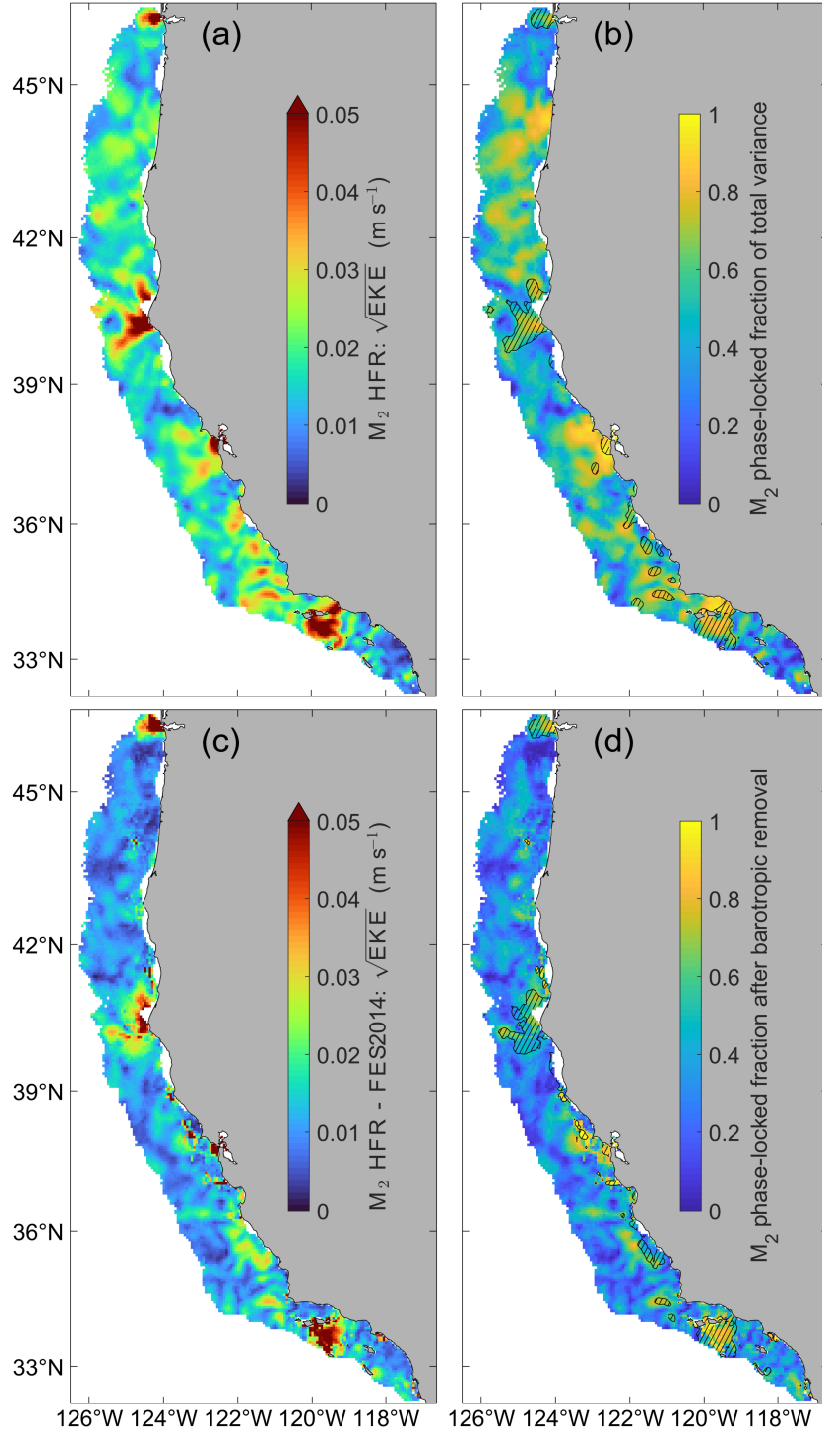 (a)
(b)
45°N
42°N
39°N
36°N
33°N
0.05
0.04
0.03
0.02
0.01
0
M₂ HFR: √EKE (m s⁻¹)
1
0.8
0.6
0.4
0.2
0
M₂ phase-locked fraction of total variance
(c)
(d)
45°N
42°N
39°N
36°N
33°N
0.05
0.04
0.03
0.02
0.01
0
M₂ HFR - FES2014: √EKE (m s⁻¹)
1
0.8
0.6
0.4
0.2
0
M₂ phase-locked fraction after barotropic removal
126°W 124°W 122°W 120°W 118°W
126°W 124°W 122°W 120°W 118°W